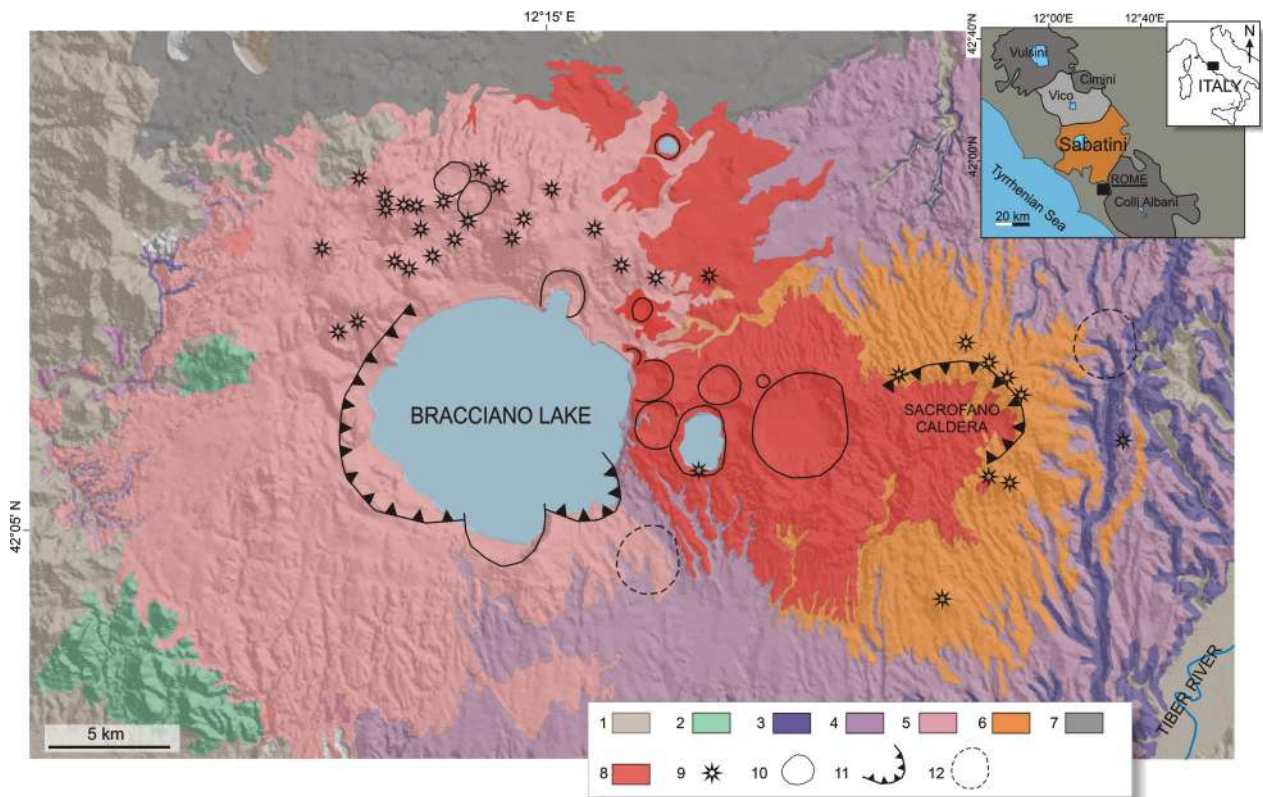 12°15' E
12°00' E
12°40' E
42°40' N
42°00' N
Vulsini
Cimini
Vico
Sabatini
ROME
Colli Albani
Tyrrhenian Sea
20 km
N
ITALY
BRACCIANO LAKE
SACROFANO
CALDERA
42°05' N
TIBER RIVER
5 km
1 2 3 4 5 6 7
8 9 10 11 12